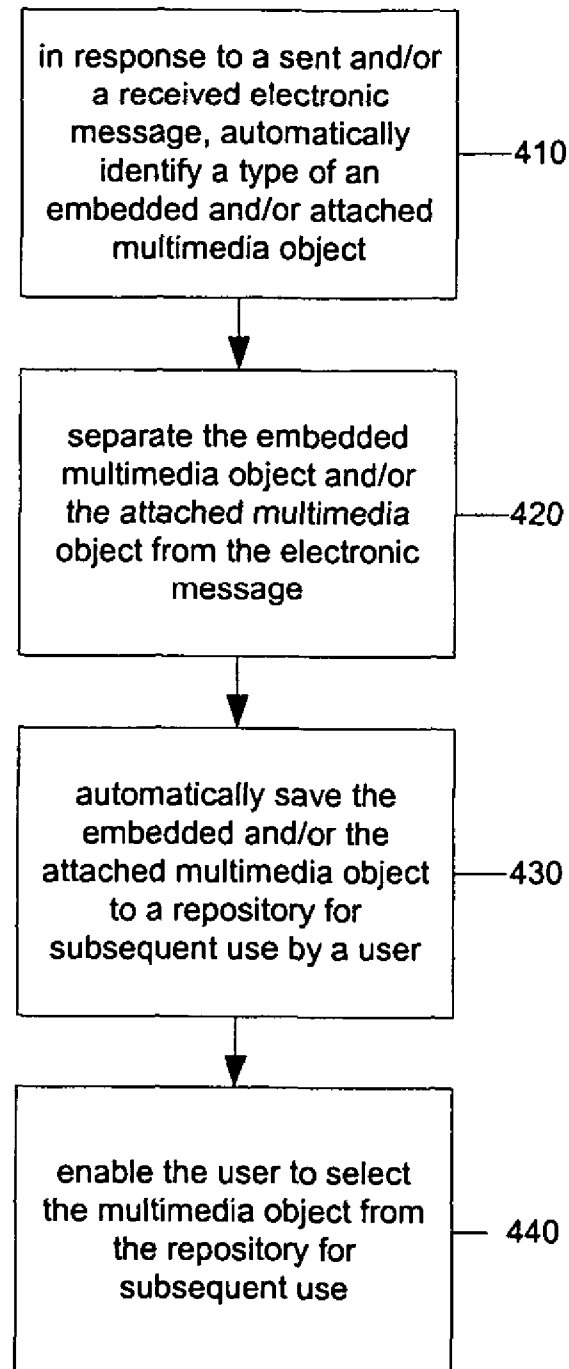 in response to a sent and/or
a received electronic
message, automatically
identify a type of an
embedded and/or attached
multimedia object
410
separate the embedded
multimedia object and/or
the attached multimedia
object from the electronic
message
420
automatically save the
embedded and/or the
attached multimedia object
to a repository for
subsequent use by a user
430
enable the user to select
the multimedia object from
the repository for
subsequent use
440